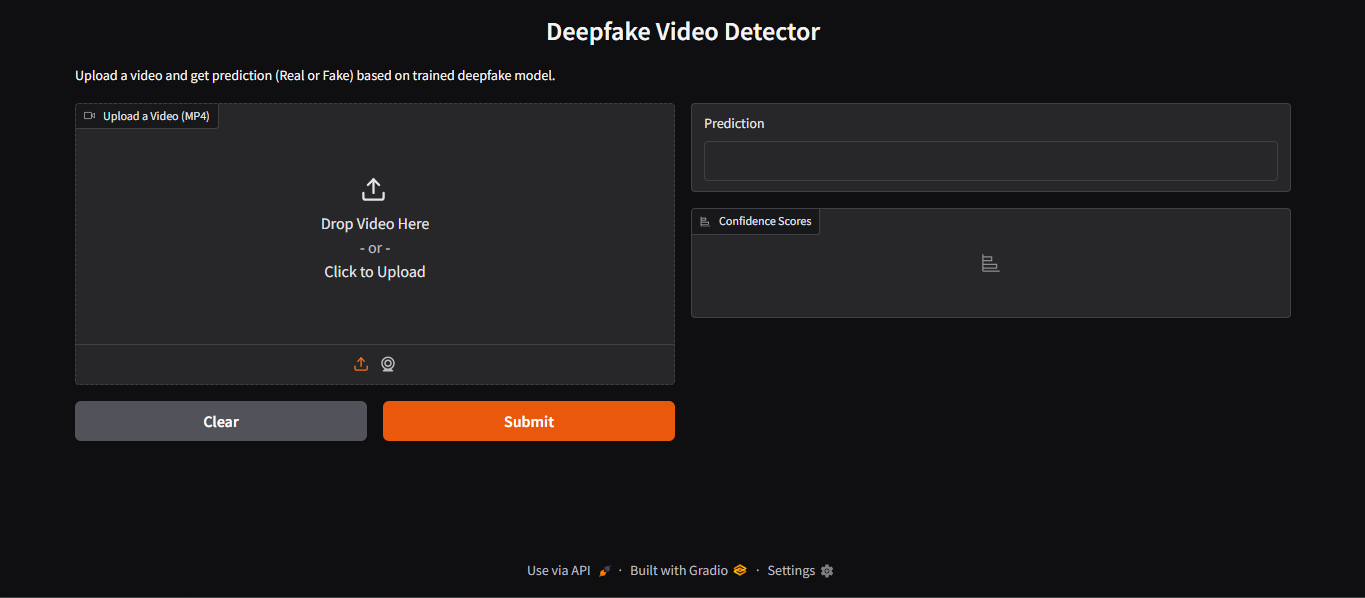 Deepfake Video Detector
Upload a video and get prediction (Real or Fake) based on trained deepfake model.
Upload a Video (MP4)
Drop Video Here
- or -
Click to Upload
Clear
Submit
Prediction
Confidence Scores
Use via API · Built with Gradio · Settings